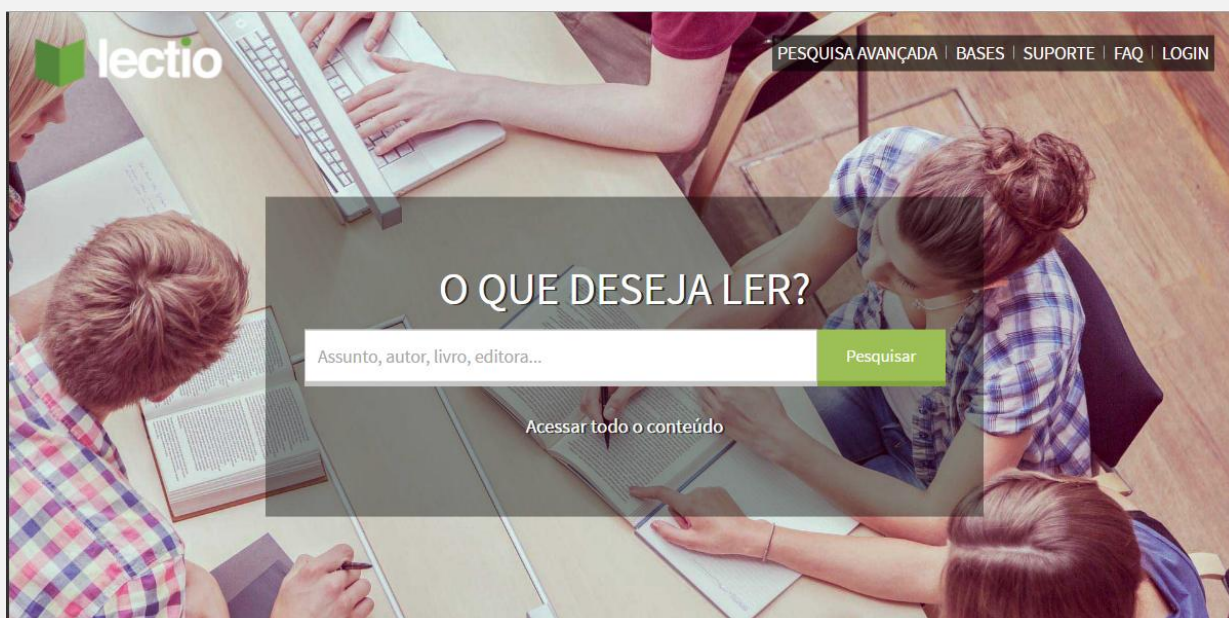 lectio
PESQUISA AVANÇADA | BASES | SUPORTE | FAQ | LOGIN
O QUE DESEJA LER?
Assunto, autor, livro, editora...
Pesquisar
Acessar todo o conteúdo